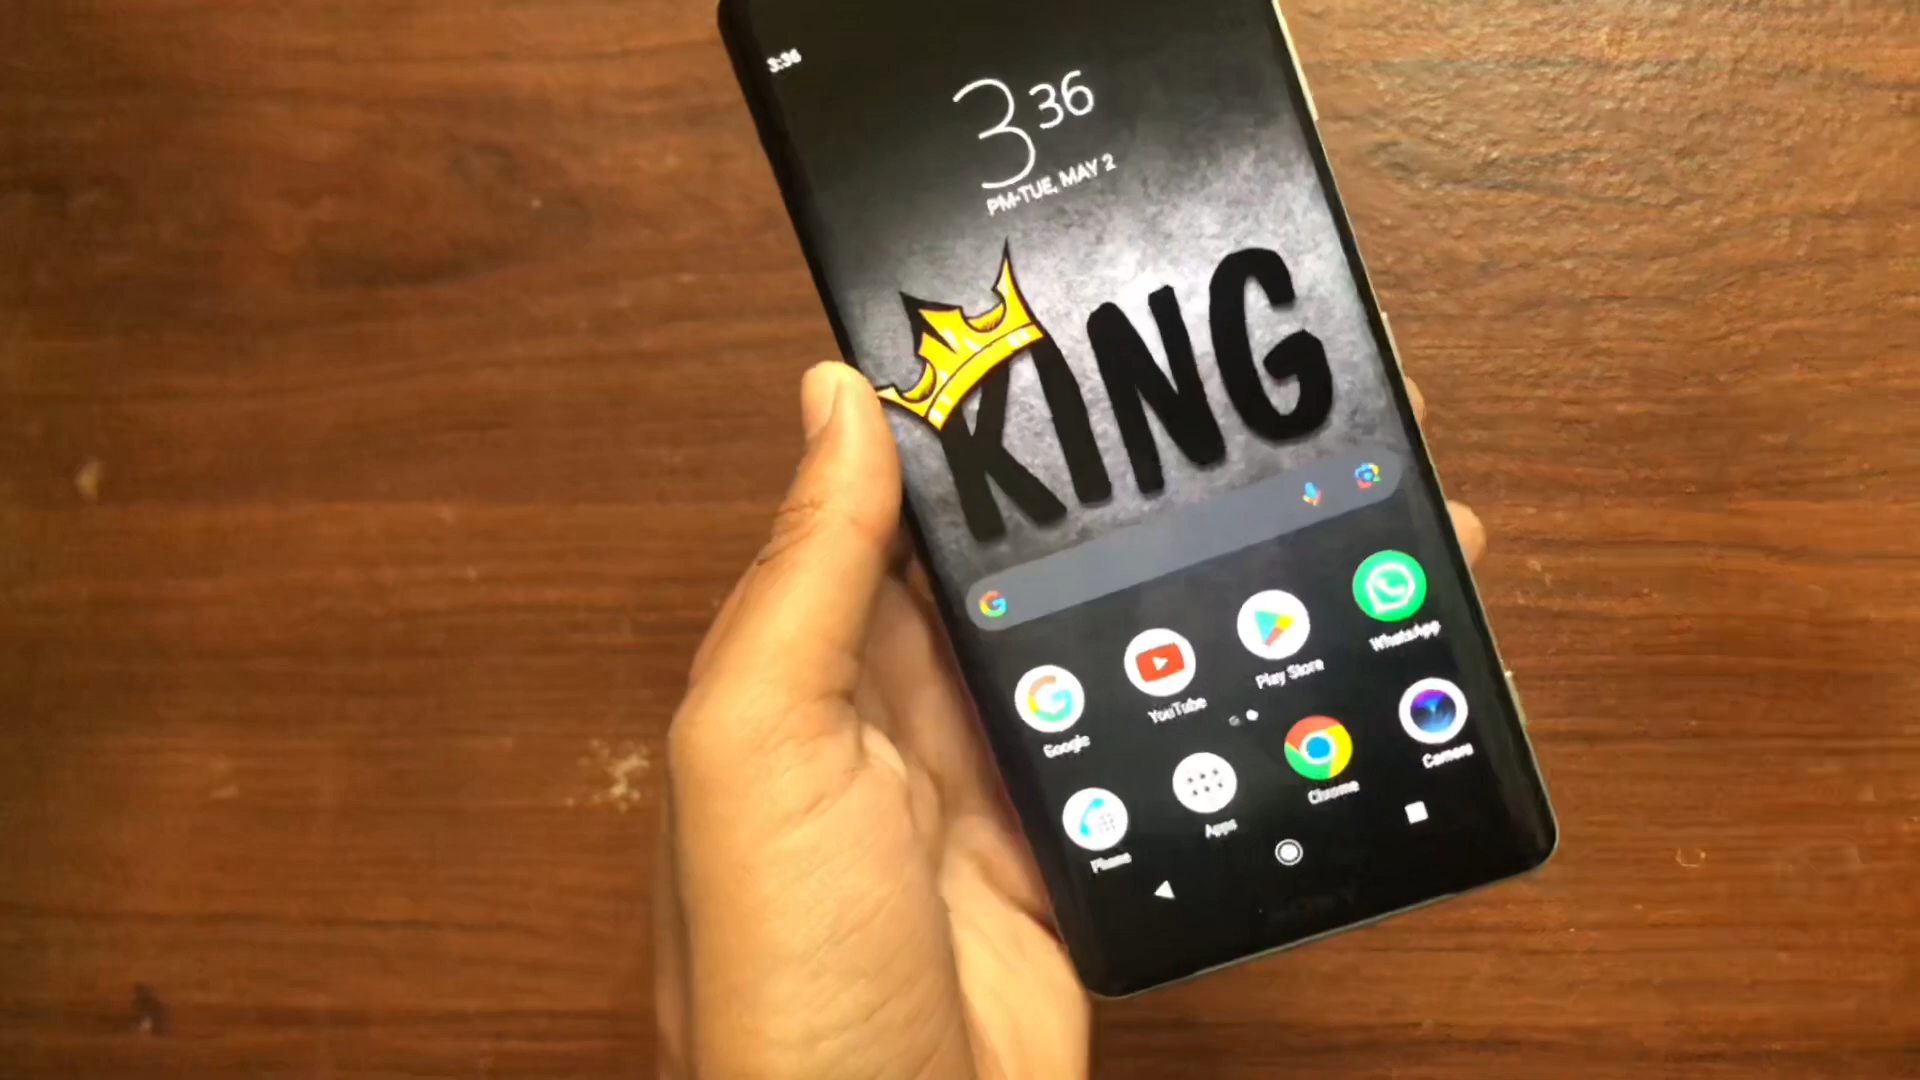 3:36
3 36
PM-TUE, MAY 2
KING
Google
YouTube
Play Store
WhatsApp
Phone
Apps
Chrome
Camera